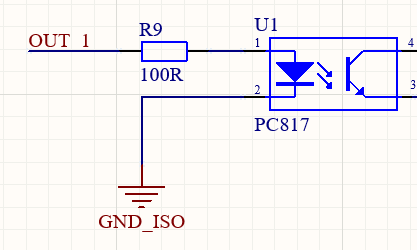 R9
U1
OUT_1
1
4
100R
2
3
PC817
GND_ISO